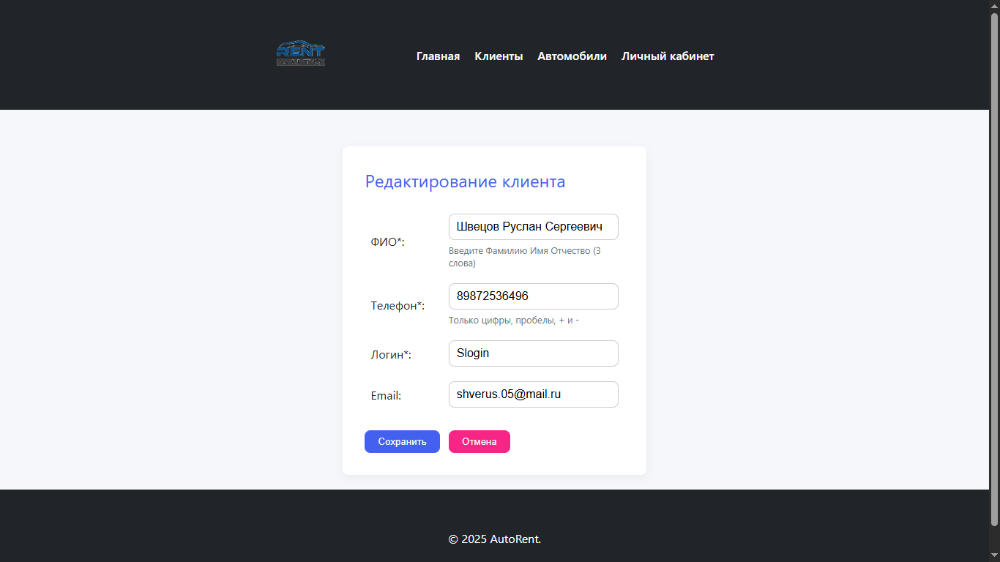 RENT
AUTO
Главная Клиенты Автомобили Личный кабинет
Редактирование клиента
ФИО*:
Швецов Руслан Сергеевич
Введите Фамилию Имя Отчество (3
слова)
Телефон*:
89872536496
Только цифры, пробелы, + и -
Логин*:
Slogin
Email:
shverus.05@mail.ru
Сохранить Отмена
© 2025 AutoRent.